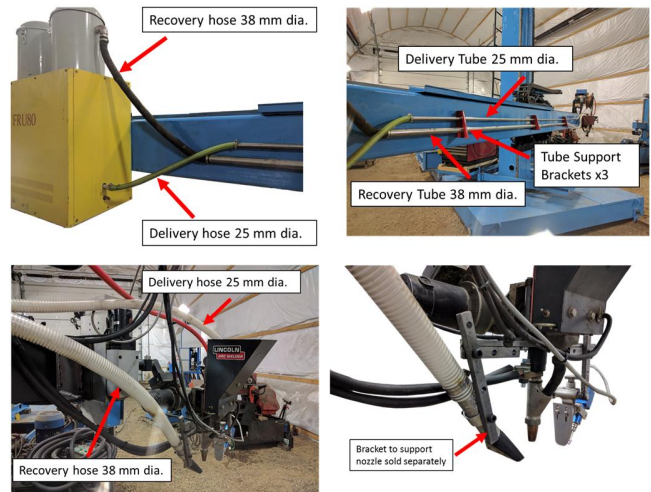 Recovery hose 38 mm dia.
FRU80
Delivery hose 25 mm dia.
Delivery Tube 25 mm dia.
Tube Support
Brackets x3
Recovery Tube 38 mm dia.
Delivery hose 25 mm dia.
LINCOLN
Recovery hose 38 mm dia.
Bracket to support
nozzle sold separately